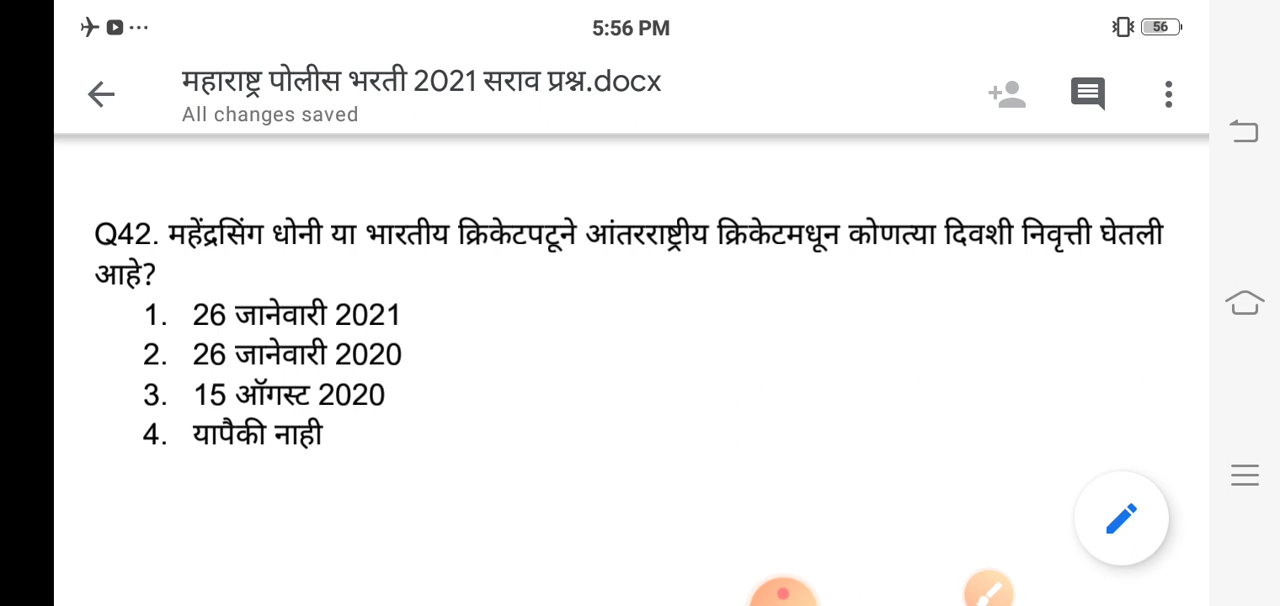 5:56 PM
56
महाराष्ट्र पोलीस भरती 2021 सराव प्रश्न.docx
All changes saved
Q42. महेंद्रसिंग धोनी या भारतीय क्रिकेटपटूने आंतरराष्ट्रीय क्रिकेटमधून कोणत्या दिवशी निवृत्ती घेतली
आहे?
1. 26 जानेवारी 2021
2. 26 जानेवारी 2020
3. 15 ऑगस्ट 2020
4. यापैकी नाही